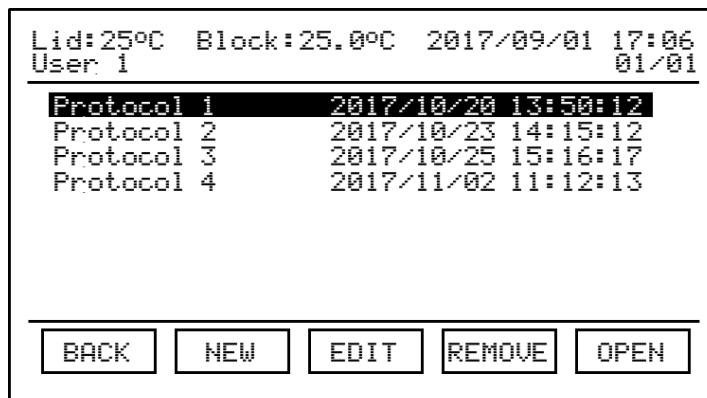 Lid:25ºC Block:25.0ºC 2017/09/01 17:06
User 1 01/01
Protocol 1 2017/10/20 13:50:12
Protocol 2 2017/10/23 14:15:12
Protocol 3 2017/10/25 15:16:17
Protocol 4 2017/11/02 11:12:13
BACK NEW EDIT REMOVE OPEN